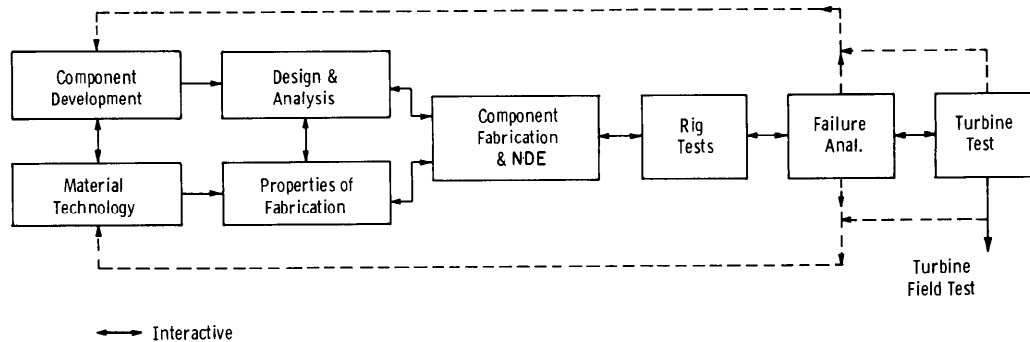 Component
Development
Design &
Analysis
Component
Fabrication
& NDE
Rig
Tests
Failure
Anal.
Turbine
Test
Material
Technology
Properties of
Fabrication
Turbine
Field Test
Interactive